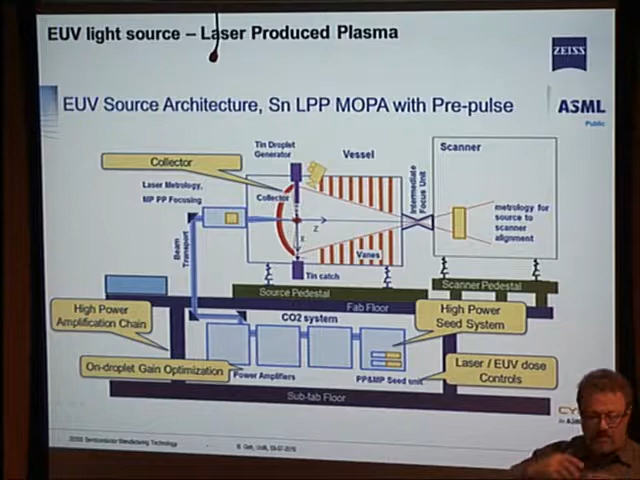 EUV light source – Laser Produced Plasma
ZEISS
EUV Source Architecture, Sn LPP MOPA with Pre-pulse
ASML
Public
Collector
Tin Droplet
Generator
Vessel
Scanner
Laser Metrology,
MP PP Focusing
Collector
Intermediate
Focus Unit
metrology for
source to
scanner
alignment
Z
X
Beam
Transport
Vanes
Tin catch
Source Pedestal
Scanner Pedestal
Fab Floor
High Power
Amplification Chain
CO2 system
High Power
Seed System
On-droplet Gain Optimization
Power Amplifiers
PP&MP Seed unit
Laser / EUV dose
Controls
Sub-fab Floor
ZEISS Semiconductor Manufacturing Technology